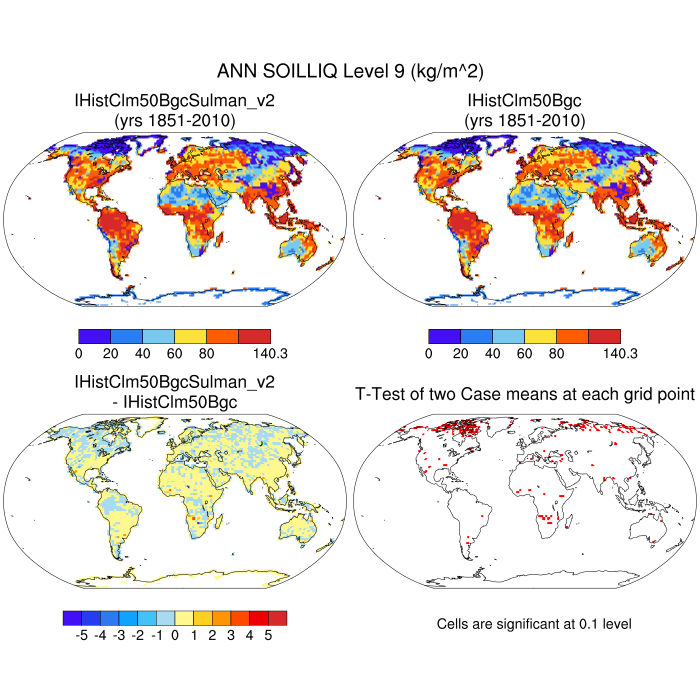 ANN SOILLIQ Level 9 (kg/m^2)
IHistClm50BgcSulman_v2
(yrs 1851-2010)
IHistClm50Bgc
(yrs 1851-2010)
0 20 40 60 80 140.3
0 20 40 60 80 140.3
IHistClm50BgcSulman_v2
- IHistClm50Bgc
T-Test of two Case means at each grid point
-5 -4 -3 -2 -1 0 1 2 3 4 5
Cells are significant at 0.1 level